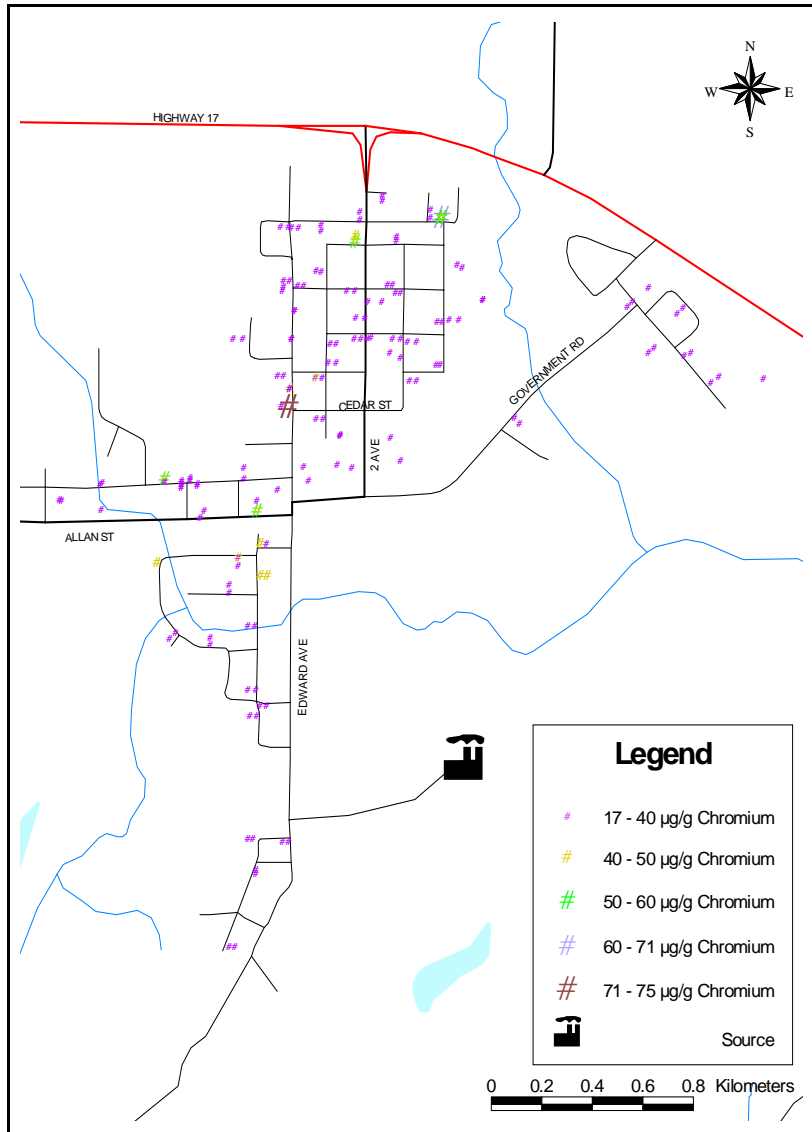 N
W E
S
HIGHWAY 17
GOVERNMENT RD
CEDAR ST
2 AVE
ALLAN ST
EDWARD AVE
Legend
# 17 - 40 µg/g Chromium
# 40 - 50 µg/g Chromium
# 50 - 60 µg/g Chromium
# 60 - 71 µg/g Chromium
# 71 - 75 µg/g Chromium
Source
0 0.2 0.4 0.6 0.8 Kilometers